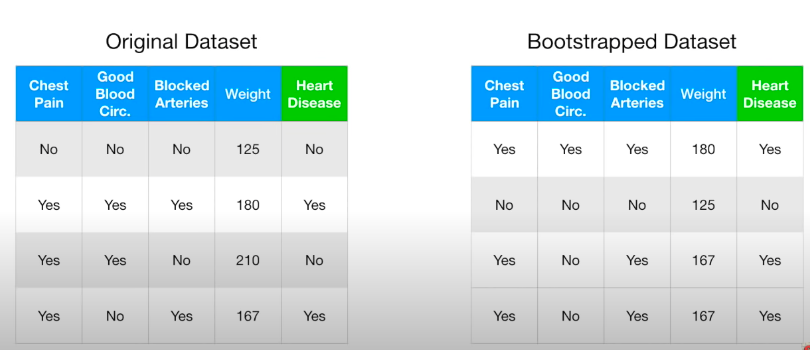 Original Dataset
Chest Pain Good Blood Circ. Blocked Arteries Weight Heart Disease
No No No 125 No
Yes Yes Yes 180 Yes
Yes Yes No 210 No
Yes No Yes 167 Yes
Bootstrapped Dataset
Chest Pain Good Blood Circ. Blocked Arteries Weight Heart Disease
Yes Yes Yes 180 Yes
No No No 125 No
Yes No Yes 167 Yes
Yes No Yes 167 Yes